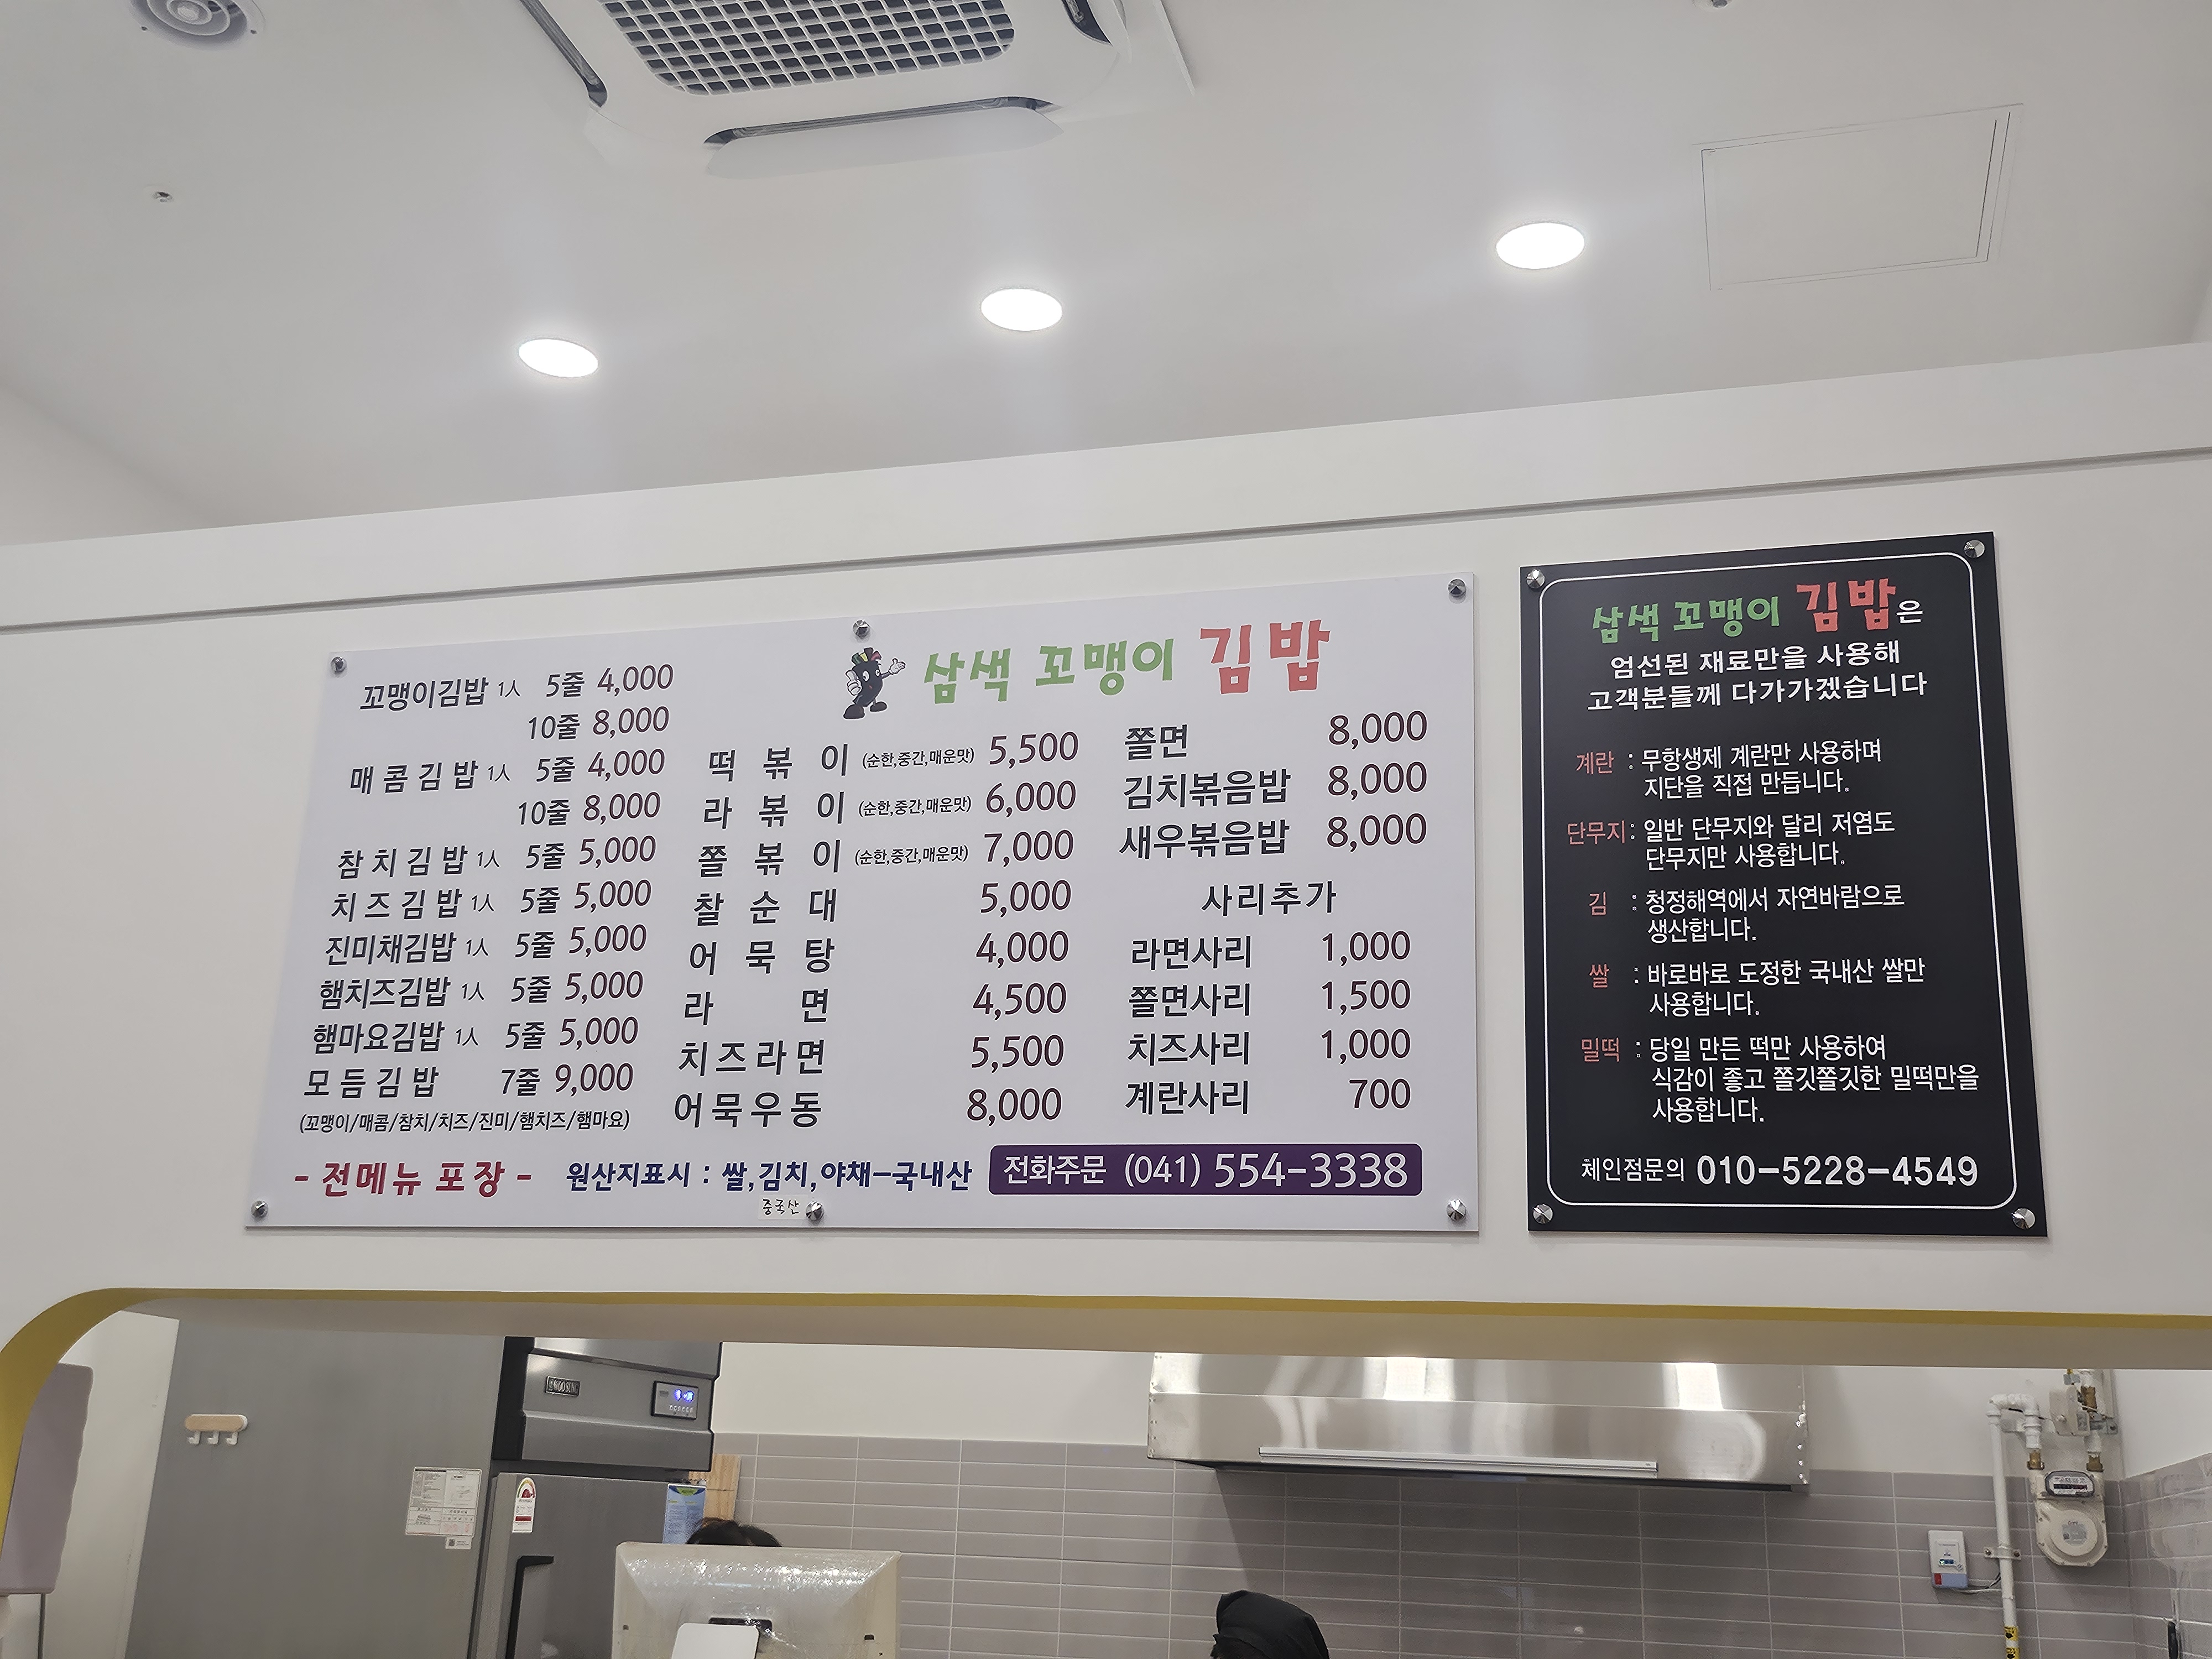 삼색 꼬맹이 김밥
꼬맹이김밥 1人 5줄 4,000
10줄 8,000
매콤김밥 1人 5줄 4,000
10줄 8,000
참치김밥 1人 5줄 5,000
치즈김밥 1人 5줄 5,000
진미채김밥 1人 5줄 5,000
햄치즈김밥 1人 5줄 5,000
햄마요김밥 1人 5줄 5,000
모듬김밥 7줄 9,000
(꼬맹이/매콤/참치/치즈/진미/햄치즈/햄마요)
떡볶이 (순한,중간,매운맛) 5,500
라볶이 (순한,중간,매운맛) 6,000
쫄볶이 (순한,중간,매운맛) 7,000
찰순대 5,000
어묵탕 4,000
라면 4,500
치즈라면 5,500
어묵우동 8,000
쫄면 8,000
김치볶음밥 8,000
새우볶음밥 8,000
사리추가
라면사리 1,000
쫄면사리 1,500
치즈사리 1,000
계란사리 700
- 전메뉴 포장 -
원산지표시 : 쌀,김치,야채-국내산
중국산
전화주문 (041) 554-3338
삼색 꼬맹이 김밥은
엄선된 재료만을 사용해
고객분들께 다가가겠습니다
계란 : 무항생제 계란만 사용하며
지단을 직접 만듭니다.
단무지 : 일반 단무지와 달리 저염도
단무지만 사용합니다.
김 : 청정해역에서 자연바람으로
생산합니다.
쌀 : 바로바로 도정한 국내산 쌀만
사용합니다.
밀떡 : 당일 만든 떡만 사용하여
식감이 좋고 쫄깃쫄깃한 밀떡만을
사용합니다.
체인점문의 010-5228-4549